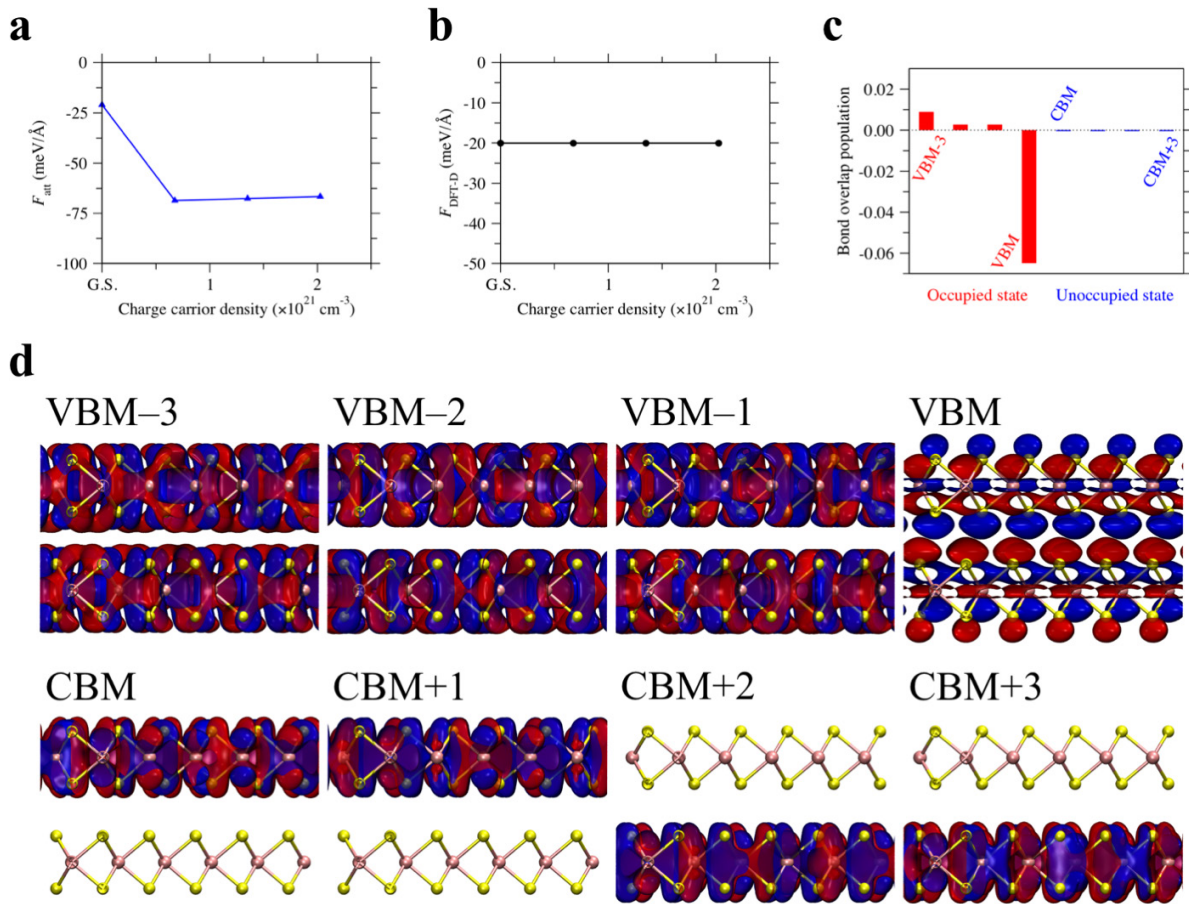 a
b
c
0
-25
-50
-75
-100
F_att (meV/Å)
G.S.
1
2
Charge carrior density (×10^21 cm^-3)
0
-10
-20
-30
-40
-50
F_DFT-D (meV/Å)
G.S.
1
2
Charge carrier density (×10^21 cm^-3)
0.02
0.00
-0.02
-0.04
-0.06
Bond overlap population
VBM-3
VBM
CBM
CBM+3
Occupied state
Unoccupied state
d
VBM–3
VBM–2
VBM–1
VBM
CBM
CBM+1
CBM+2
CBM+3